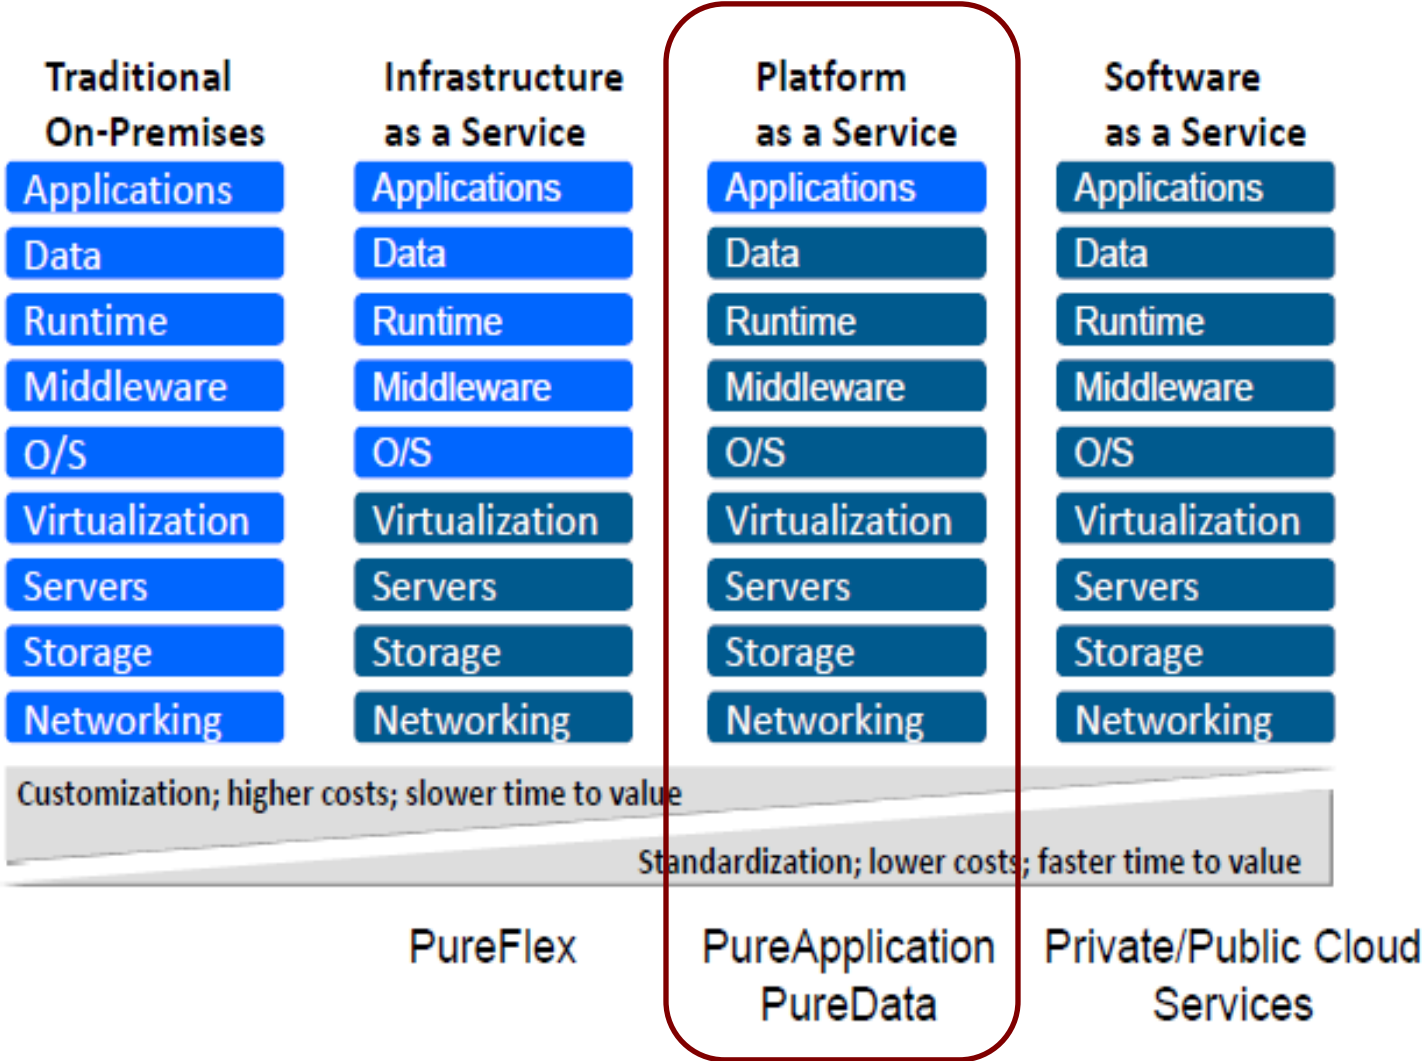 Traditional
On-Premises
Applications
Data
Runtime
Middleware
O/S
Virtualization
Servers
Storage
Networking
Infrastructure
as a Service
Applications
Data
Runtime
Middleware
O/S
Virtualization
Servers
Storage
Networking
Platform
as a Service
Applications
Data
Runtime
Middleware
O/S
Virtualization
Servers
Storage
Networking
Software
as a Service
Applications
Data
Runtime
Middleware
O/S
Virtualization
Servers
Storage
Networking
Customization; higher costs; slower time to value
Standardization; lower costs; faster time to value
PureFlex
PureApplication
PureData
Private/Public Cloud
Services